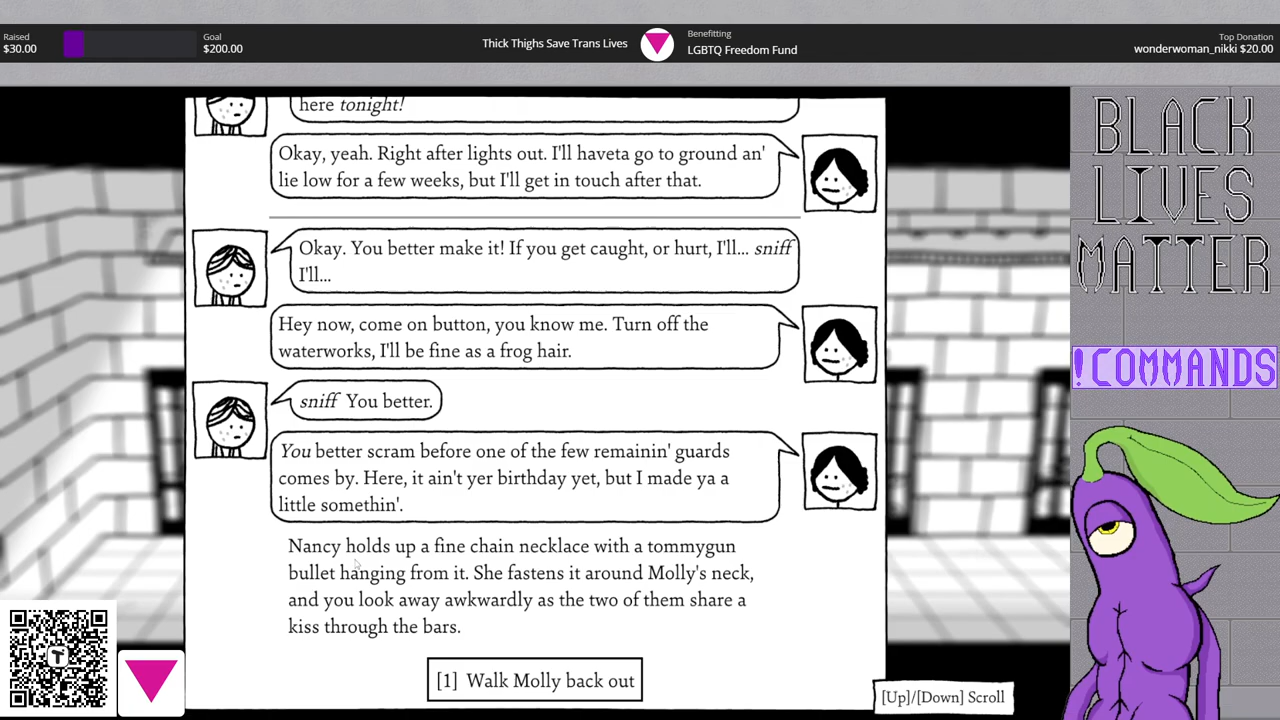 Raised
$30.00
Goal
$200.00
Thick Thighs Save Trans Lives
Benefitting
LGBTQ Freedom Fund
Top Donation
wonderwoman_nikki $20.00
here tonight!
Okay, yeah. Right after lights out. I'll haveta go to ground an'
lie low for a few weeks, but I'll get in touch after that.
Okay. You better make it! If you get caught, or hurt, I'll... sniff
I'll...
Hey now, come on button, you know me. Turn off the
waterworks, I'll be fine as a frog hair.
sniff You better.
You better scram before one of the few remainin' guards
comes by. Here, it ain't yer birthday yet, but I made ya a
little somethin'.
Nancy holds up a fine chain necklace with a tommygun
bullet hanging from it. She fastens it around Molly's neck,
and you look away awkwardly as the two of them share a
kiss through the bars.
[1] Walk Molly back out
[Up]/[Down] Scroll
BLACK
LIVES
MATTER
!COMMANDS
T